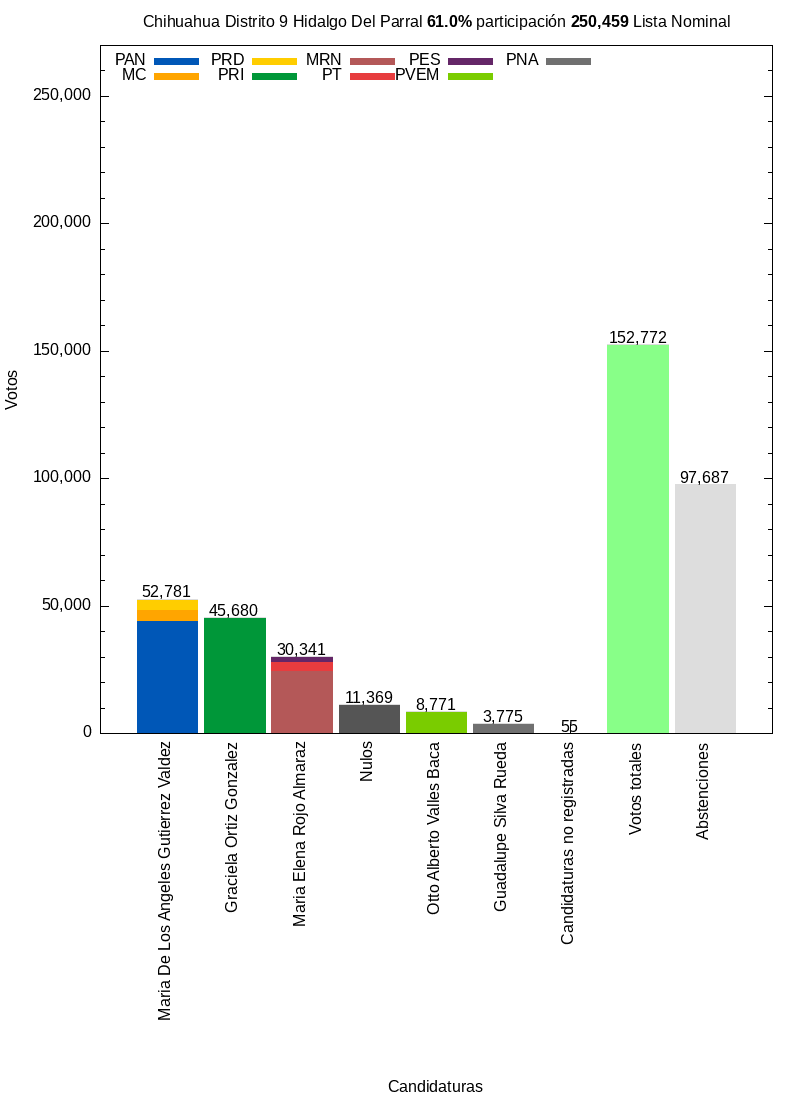 Chihuahua Distrito 9 Hidalgo Del Parral 61.0% participación 250,459 Lista Nominal
PAN PRD MRN PES PNA
MC PRI PT PVEM
250,000
200,000
150,000
100,000
50,000
0
Votos
52,781
45,680
30,341
11,369
8,771
3,775
55
152,772
97,687
Maria De Los Angeles Gutierrez Valdez
Graciela Ortiz Gonzalez
Maria Elena Rojo Almaraz
Nulos
Otto Alberto Valles Baca
Guadalupe Silva Rueda
Candidaturas no registradas
Votos totales
Abstenciones
Candidaturas